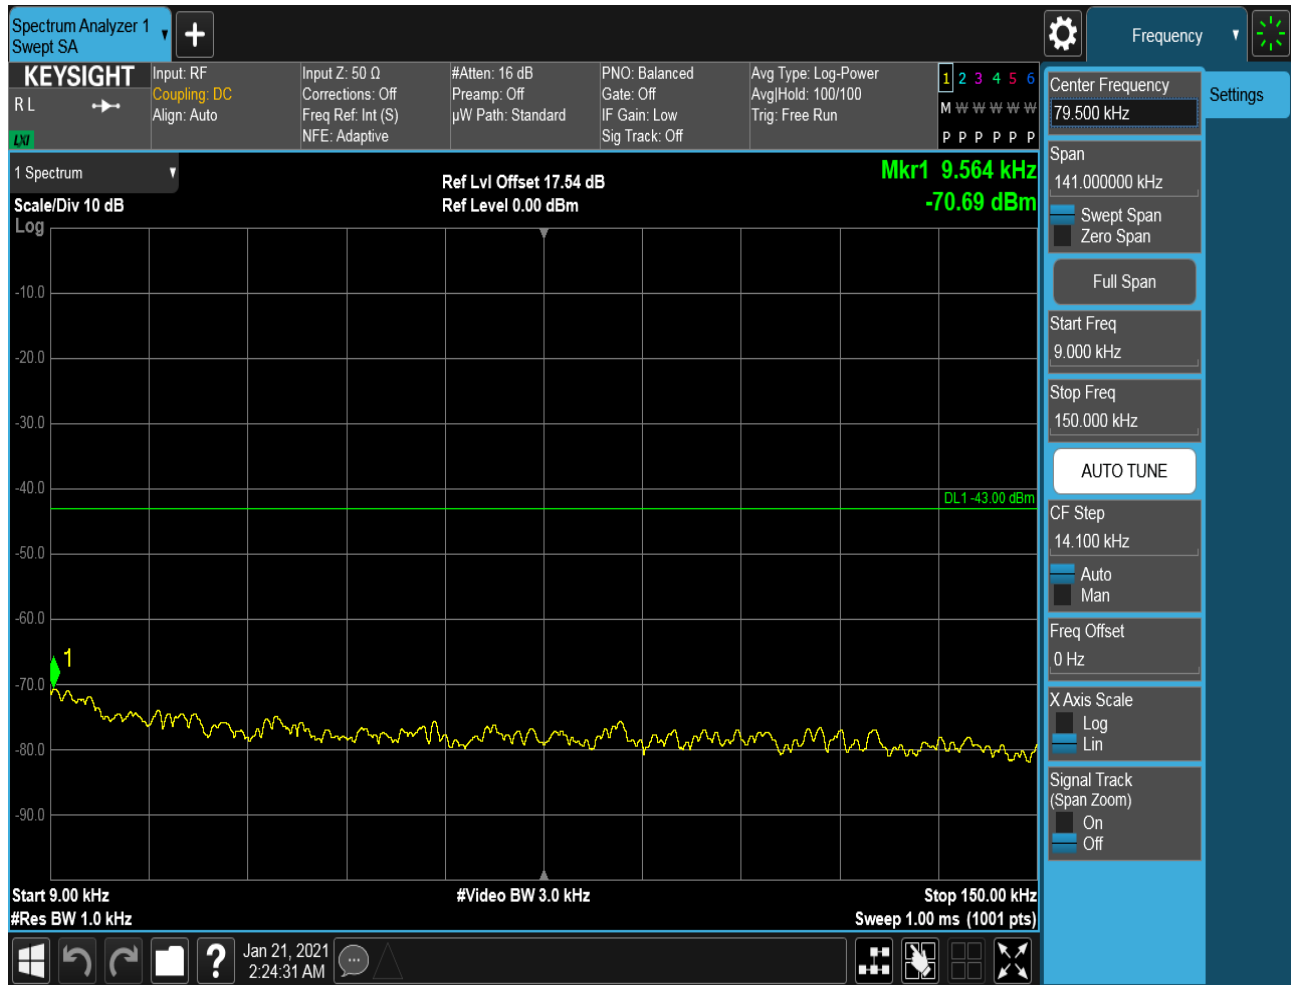 Spectrum Analyzer 1
Swept SA
Frequency
KEYSIGHT
R L
LXI
Input: RF
Coupling: DC
Align: Auto
Input Z: 50 Ω
Corrections: Off
Freq Ref: Int (S)
NFE: Adaptive
#Atten: 16 dB
Preamp: Off
µW Path: Standard
PNO: Balanced
Gate: Off
IF Gain: Low
Sig Track: Off
Avg Type: Log-Power
Avg|Hold: 100/100
Trig: Free Run
1 2 3 4 5 6
M W W W W W
P P P P P P
1 Spectrum
Scale/Div 10 dB
Log
Ref Lvl Offset 17.54 dB
Ref Level 0.00 dBm
Mkr1 9.564 kHz
-70.69 dBm
-10.0
-20.0
-30.0
-40.0
DL1 -43.00 dBm
-50.0
-60.0
1
-70.0
-80.0
-90.0
Start 9.00 kHz
#Video BW 3.0 kHz
Stop 150.00 kHz
#Res BW 1.0 kHz
Sweep 1.00 ms (1001 pts)
?
Jan 21, 2021
2:24:31 AM
Center Frequency
79.500 kHz
Settings
Span
141.000000 kHz
Swept Span
Zero Span
Full Span
Start Freq
9.000 kHz
Stop Freq
150.000 kHz
AUTO TUNE
CF Step
14.100 kHz
Auto
Man
Freq Offset
0 Hz
X Axis Scale
Log
Lin
Signal Track
(Span Zoom)
On
Off